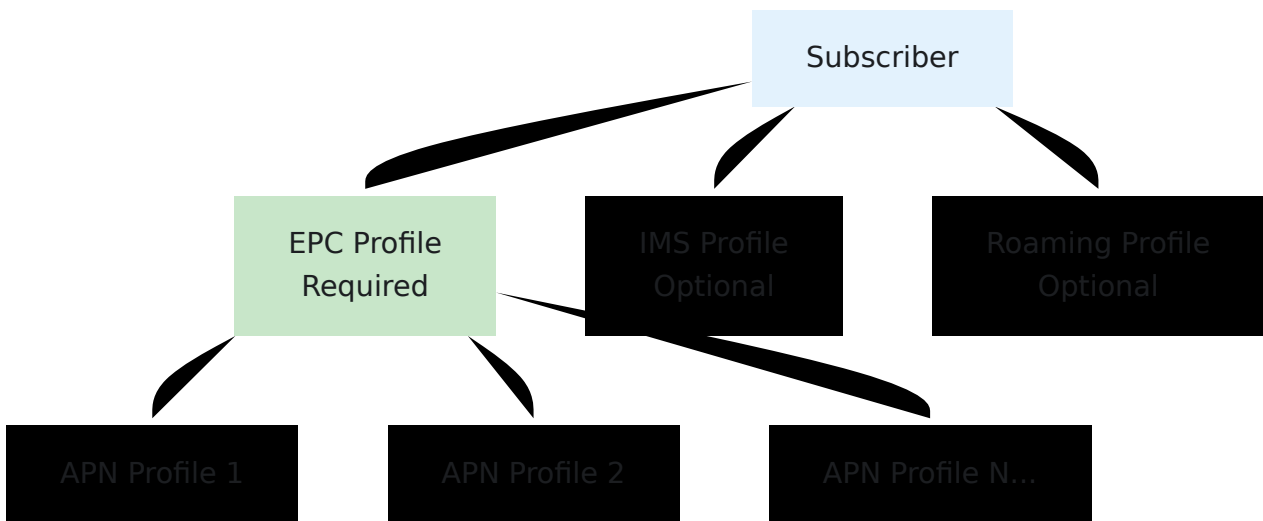 Subscriber
EPC Profile
Required
IMS Profile
Optional
Roaming Profile
Optional
APN Profile 1
APN Profile 2
APN Profile N...